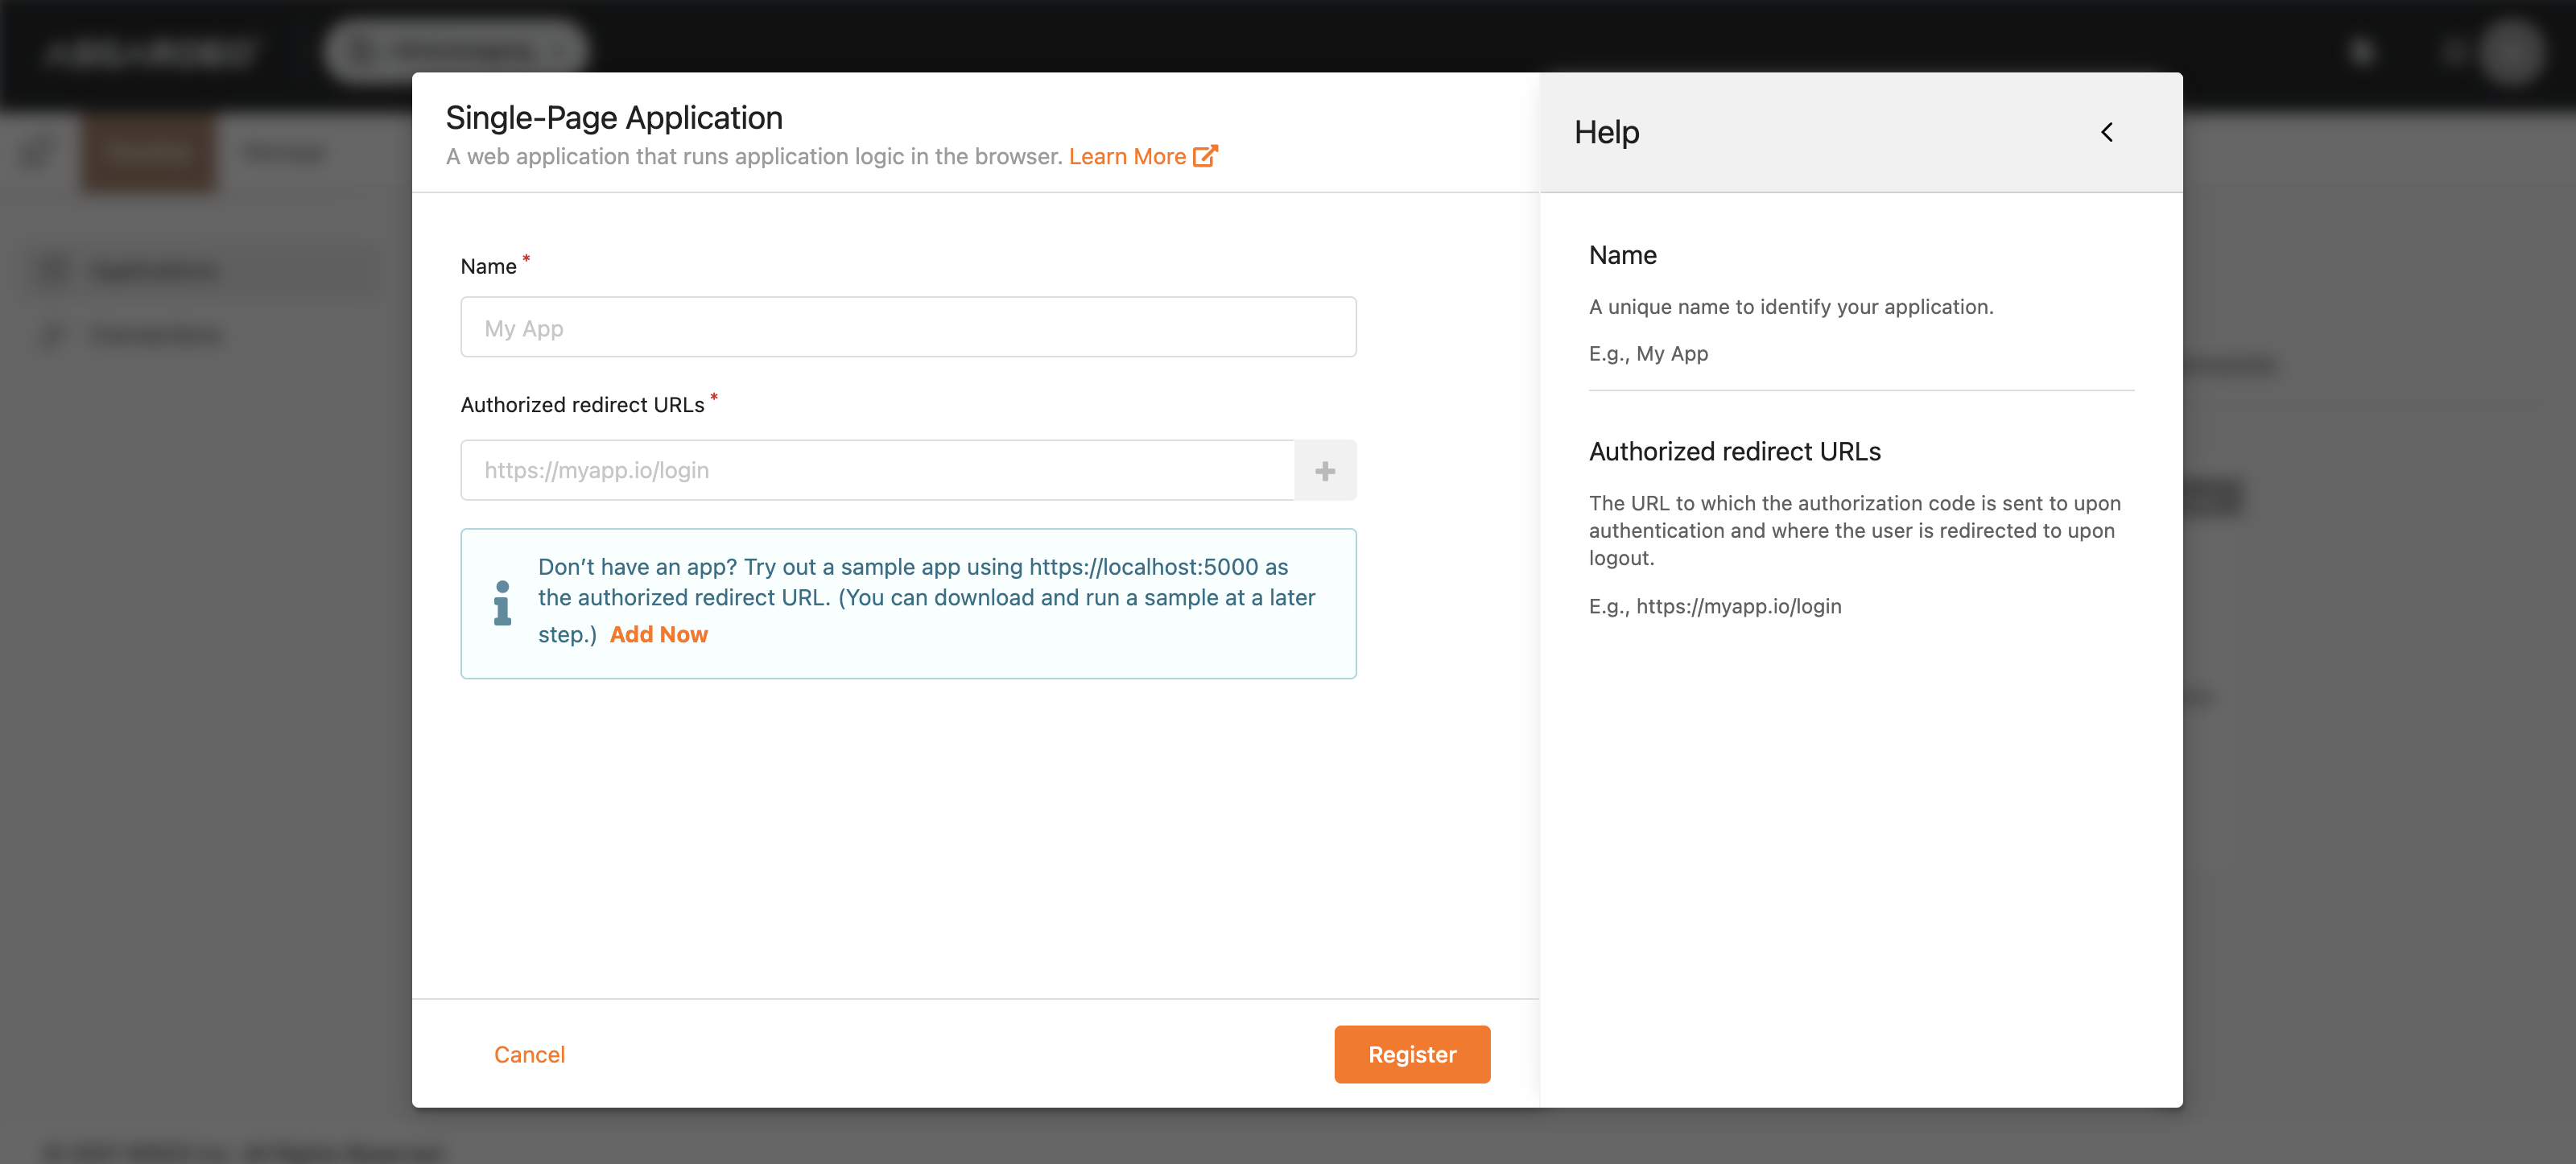 Single-Page Application
A web application that runs application logic in the browser. Learn More
Name *
My App
Authorized redirect URLs *
https://myapp.io/login
Don’t have an app? Try out a sample app using https://localhost:5000 as
the authorized redirect URL. (You can download and run a sample at a later
step.) Add Now
Cancel
Register
Help
Name
A unique name to identify your application.
E.g., My App
Authorized redirect URLs
The URL to which the authorization code is sent to upon
authentication and where the user is redirected to upon
logout.
E.g., https://myapp.io/login